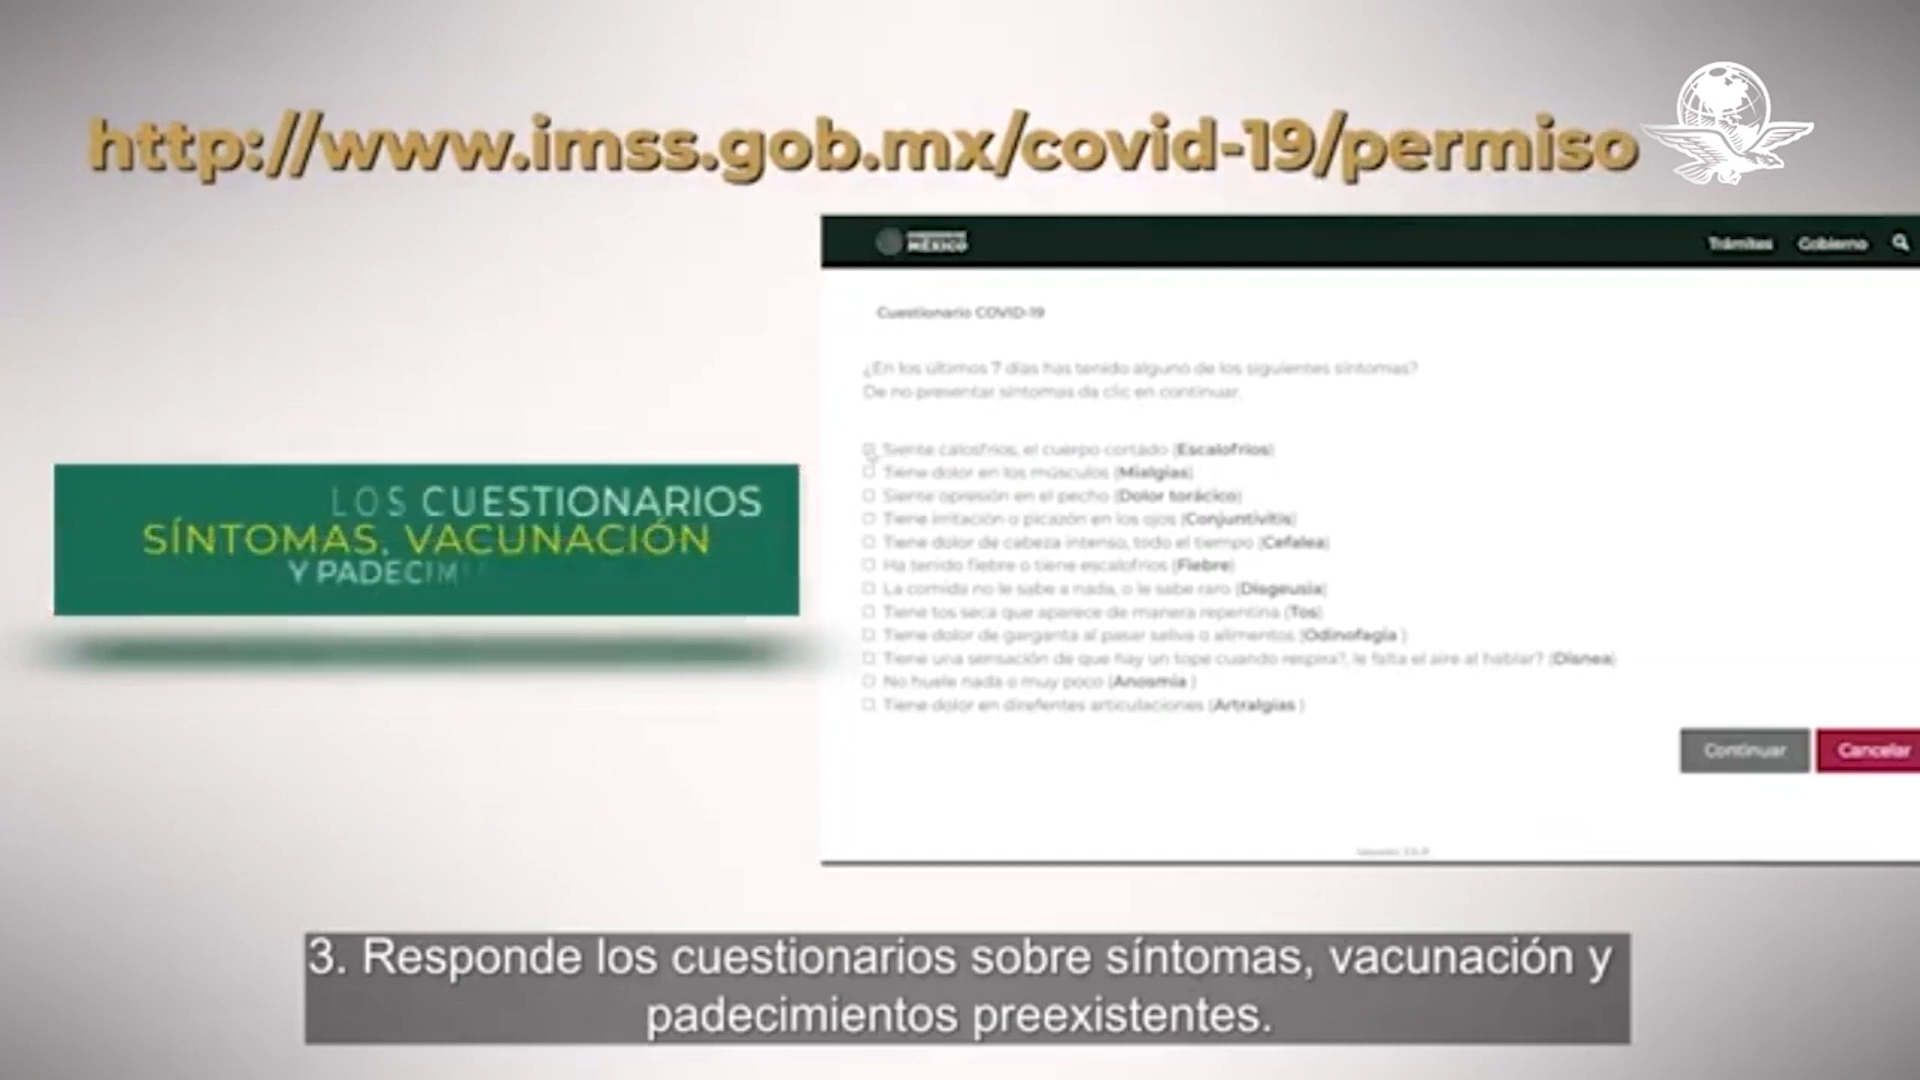 http://www.imss.gob.mx/covid-19/permiso
MÉXICO
Trámites Gobierno
Cuestionario COVID-19
¿En los últimos 7 días has tenido alguno de los siguientes síntomas?
De no presentar síntomas da clic en continuar.
Siente calosfríos, el cuerpo cortado (Escalofríos)
Tiene dolor en los músculos (Mialgias)
Siente opresión en el pecho (Dolor torácico)
Tiene irritación o picazón en los ojos (Conjuntivitis)
Tiene dolor de cabeza intenso, todo el tiempo (Cefalea)
Ha tenido fiebre o tiene escalofríos (Fiebre)
La comida no le sabe a nada, o le sabe raro (Disgeusia)
Tiene tos seca que aparece de manera repentina (Tos)
Tiene dolor de garganta al pasar saliva o alimentos (Odinofagia )
Tiene una sensación de que hay un tope cuando respira?, le falta el aire al hablar? (Disnea)
No huele nada o muy poco (Anosmia )
Tiene dolor en direfentes articulaciones (Artralgias )
Continuar Cancelar
LOS CUESTIONARIOS
SÍNTOMAS, VACUNACIÓN
Y PADECIM
3. Responde los cuestionarios sobre síntomas, vacunación y
padecimientos preexistentes.